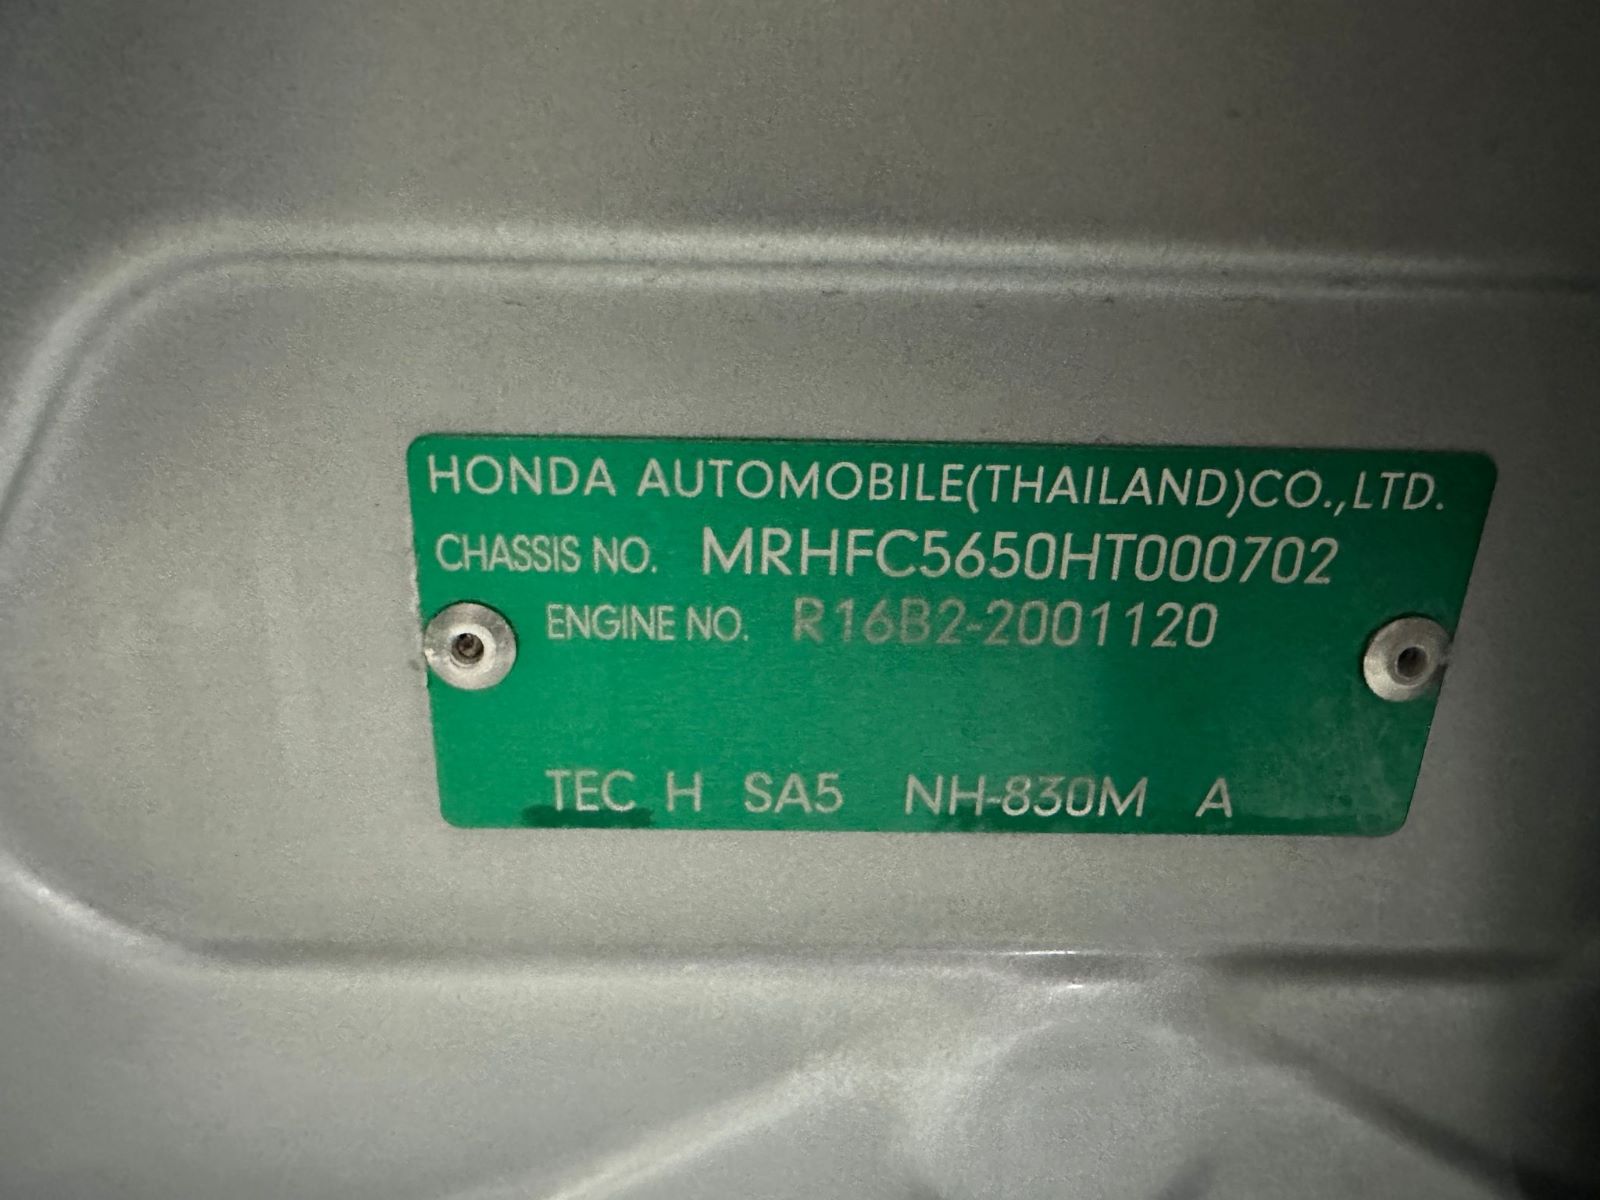 HONDA AUTOMOBILE(THAILAND)CO.,LTD.
CHASSIS NO. MRHFC5650HT000702
ENGINE NO. R16B2-2001120
TEC H SA5 NH-830M A